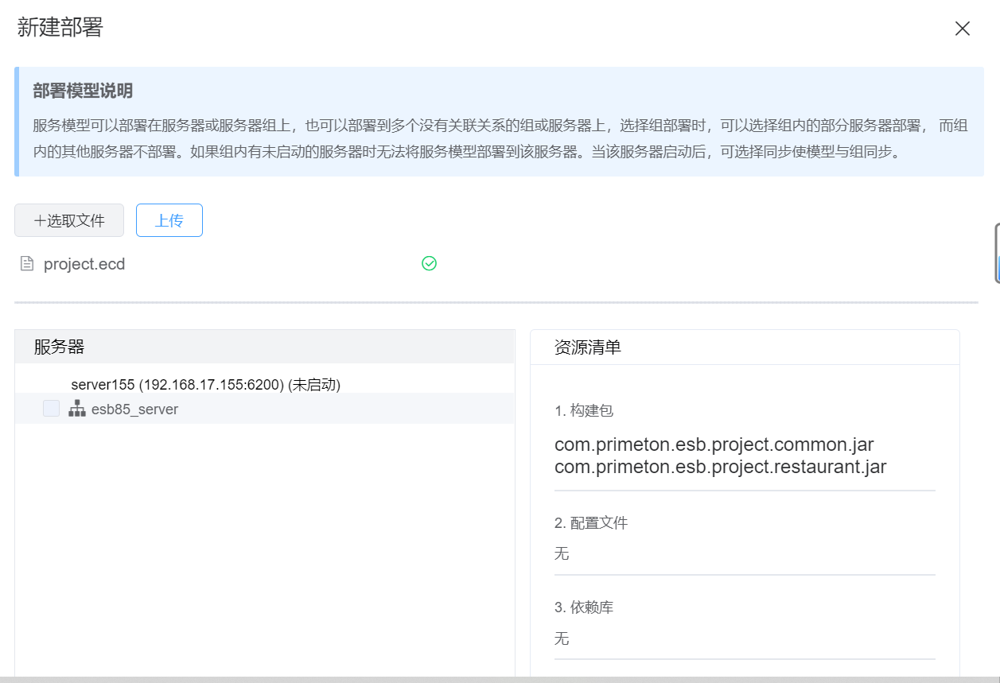 新建部署
部署模型说明
服务模型可以部署在服务器或服务器组上，也可以部署到多个没有关联关系的组或服务器上，选择组部署时，可以选择组内的部分服务器部署， 而组
内的其他服务器不部署。如果组内有未启动的服务器时无法将服务模型部署到该服务器。当该服务器启动后，可选择同步使模型与组同步。
＋选取文件 上传
project.ecd
服务器
server155 (192.168.17.155:6200) (未启动)
esb85_server
资源清单
1. 构建包
com.primeton.esb.project.common.jar
com.primeton.esb.project.restaurant.jar
2. 配置文件
无
3. 依赖库
无